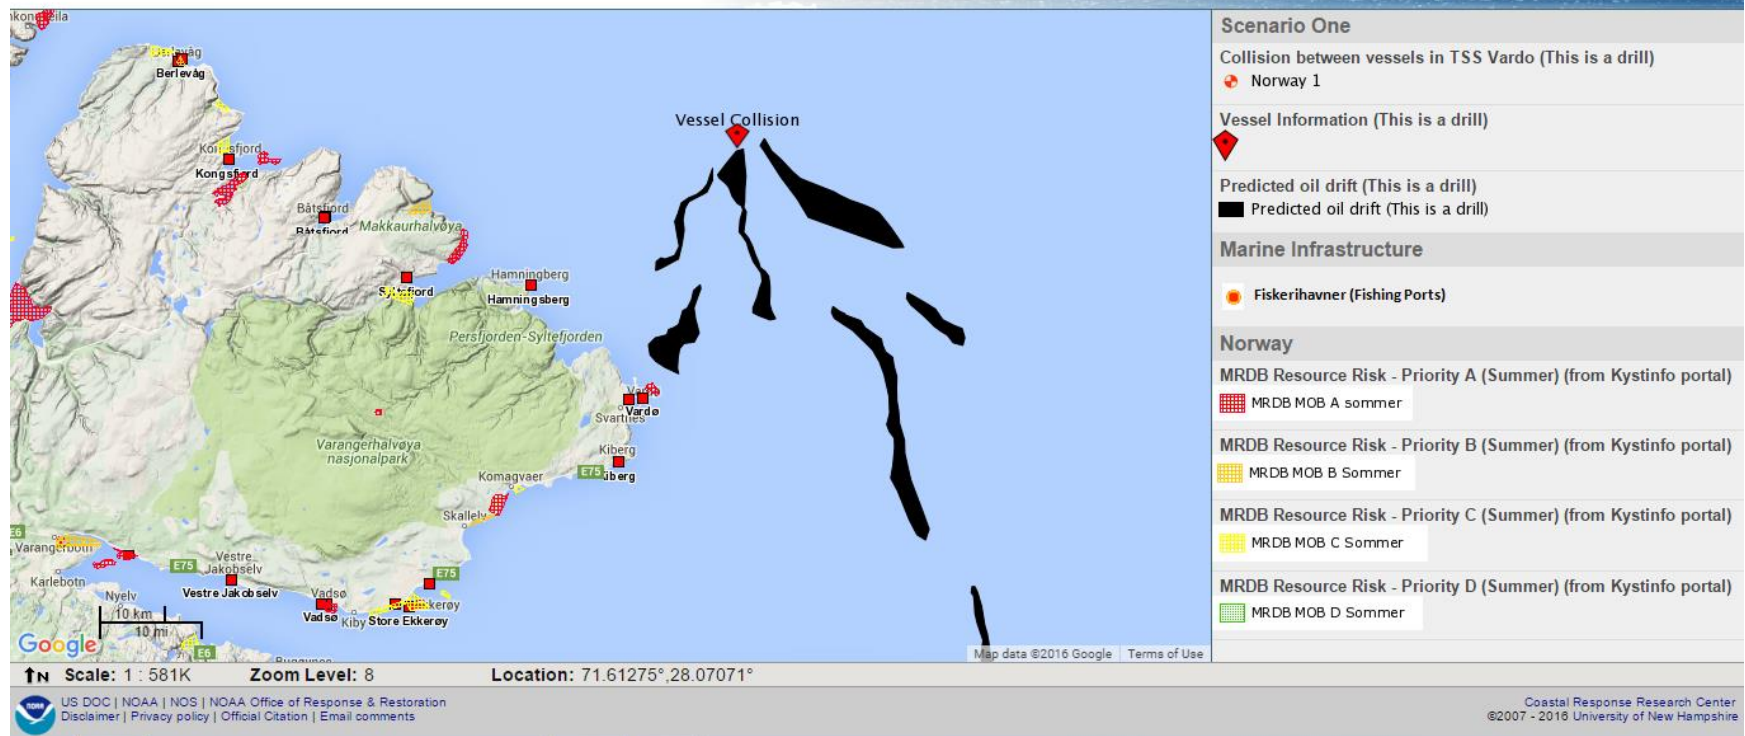 Berlevåg
Berlevåg
Kongsfjord
Kongsfjord
Båtsfjord
Båtsfjord
Makkaurhalvøya
Syltefjord
Hamningberg
Hamningsberg
Persfjorden-Syltefjorden
Vessel Collision
Vardø
Svartnes
Kiberg
E75
Varangerhalvøya
nasjonalpark
Komagvaer
Skallelv
E6
Varangerbotn
Karlebotn
Nyelv
E75
Vestre
Jakobselv
Vestre Jakobselv
E75
Vadsø
Vadsø
Kiby
Store Ekkerøy
10 km
10 mi
E6
Google
Map data ©2016 Google
Terms of Use
Scenario One
Collision between vessels in TSS Vardo (This is a drill)
Norway 1
Vessel Information (This is a drill)
Predicted oil drift (This is a drill)
Predicted oil drift (This is a drill)
Marine Infrastructure
Fiskerihavner (Fishing Ports)
Norway
MRDB Resource Risk - Priority A (Summer) (from Kystinfo portal)
MRDB MOB A sommer
MRDB Resource Risk - Priority B (Summer) (from Kystinfo portal)
MRDB MOB B Sommer
MRDB Resource Risk - Priority C (Summer) (from Kystinfo portal)
MRDB MOB C Sommer
MRDB Resource Risk - Priority D (Summer) (from Kystinfo portal)
MRDB MOB D Sommer
N Scale: 1 : 581K Zoom Level: 8 Location: 71.61275°,28.07071°
NOAA
US DOC | NOAA | NOS | NOAA Office of Response & Restoration
Disclaimer | Privacy policy | Official Citation | Email comments
Coastal Response Research Center
©2007 - 2016 University of New Hampshire